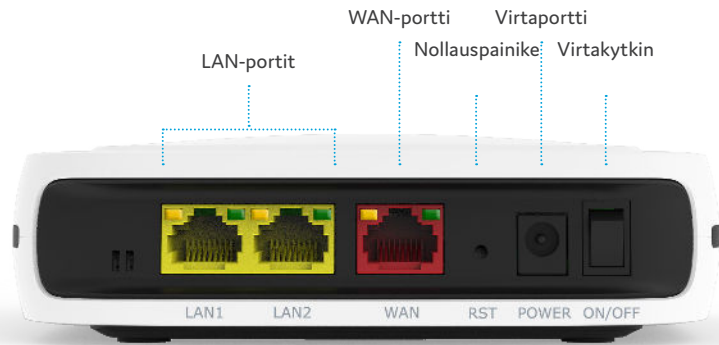 WAN-portti Virtaportti
LAN-portit Nollauspainike Virtakytkin
LAN1 LAN2 WAN RST POWER ON/OFF